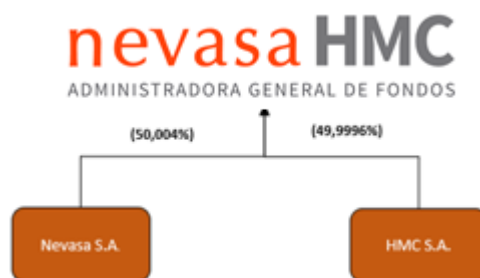 nevasa HMC
ADMINISTRADORA GENERAL DE FONDOS
(50,004%) (49,9996%)
Nevasa S.A. HMC S.A.